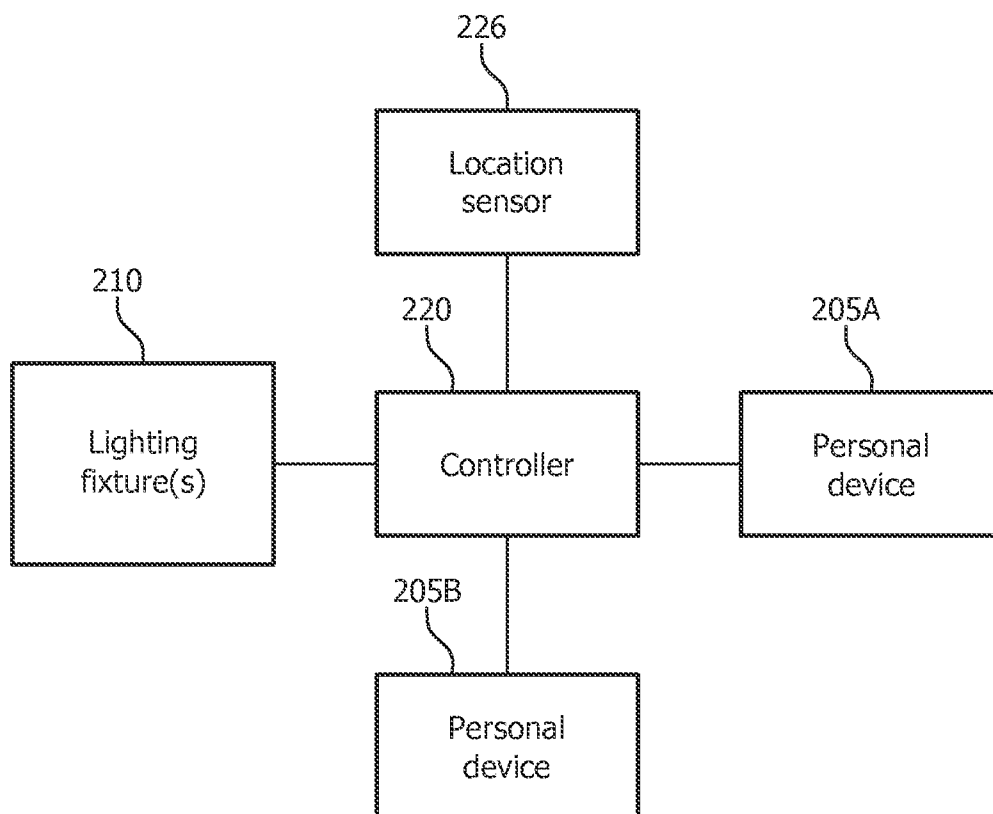 226
Location
sensor
210
220
205A
Lighting
fixture(s)
Controller
Personal
device
205B
Personal
device